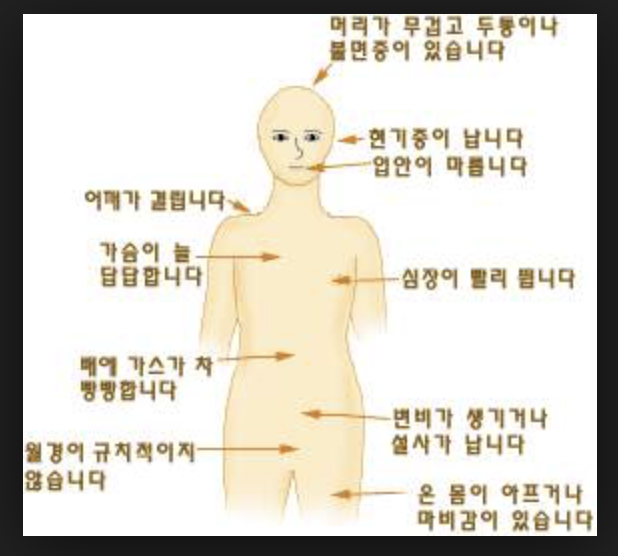 머리가 무겁고 두통이나
불면증이 있습니다
현기증이 납니다
입안이 마릅니다
어깨가 결립니다
가슴이 늘
답답합니다
심장이 빨리 뜁니다
배에 가스가 차
빵빵합니다
변비가 생기거나
설사가 납니다
월경이 규치적이지
않습니다
온 몸이 아프거나
마비감이 있습니다